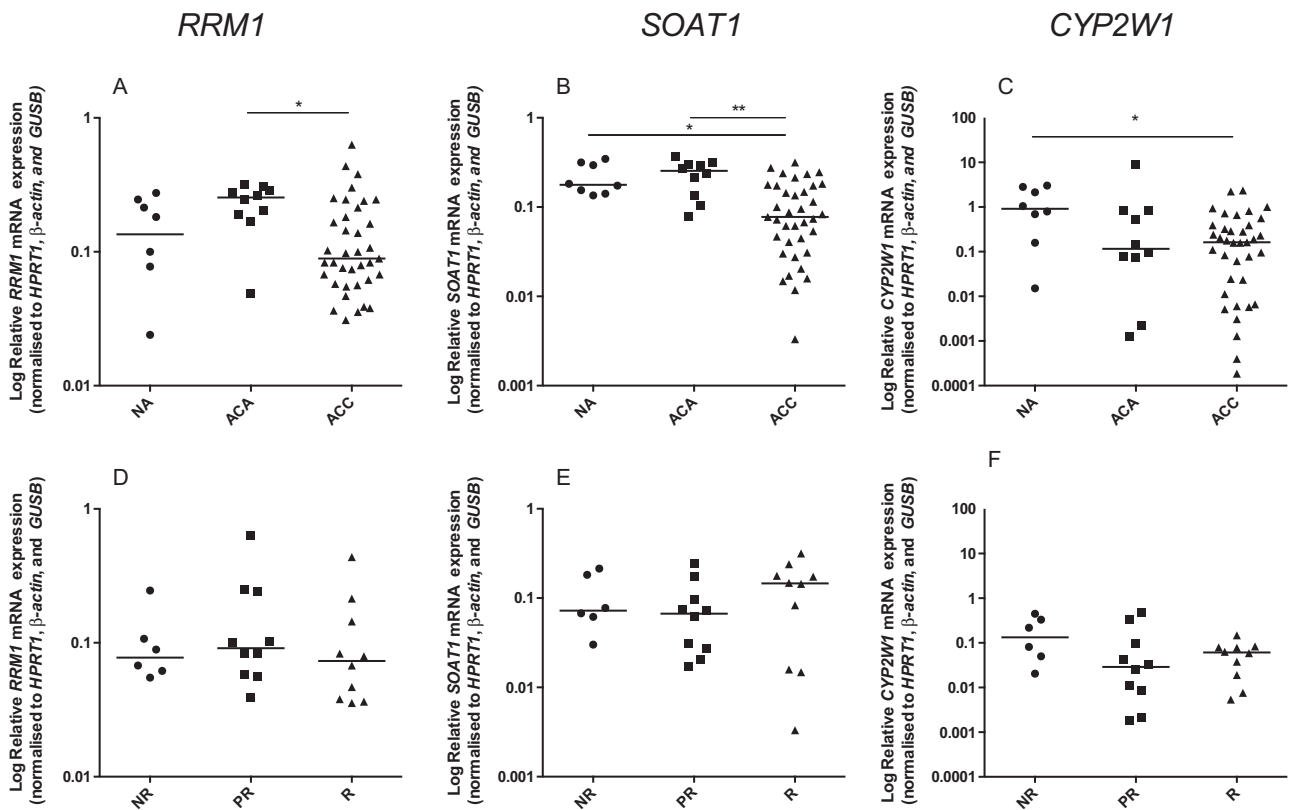 RRM1
SOAT1
CYP2W1
A
*
Log Relative RRM1 mRNA expression
(normalised to HPRT1, β-actin, and GUSB)
1
0.1
0.01
NA
ACA
ACC
B
**
*
Log Relative SOAT1 mRNA expression
(normalised to HPRT1, β-actin, and GUSB)
1
0.1
0.01
0.001
NA
ACA
ACC
C
*
Log Relative CYP2W1 mRNA expression
(normalised to HPRT1, β-actin, and GUSB)
100
10
1
0.1
0.01
0.001
0.0001
NA
ACA
ACC
D
Log Relative RRM1 mRNA expression
(normalised to HPRT1, β-actin, and GUSB)
1
0.1
0.01
NR
PR
R
E
Log Relative SOAT1 mRNA expression
(normalised to HPRT1, β-actin, and GUSB)
1
0.1
0.01
0.001
NR
PR
R
F
Log Relative CYP2W1 mRNA expression
(normalised to HPRT1, β-actin, and GUSB)
100
10
1
0.1
0.01
0.001
0.0001
NR
PR
R